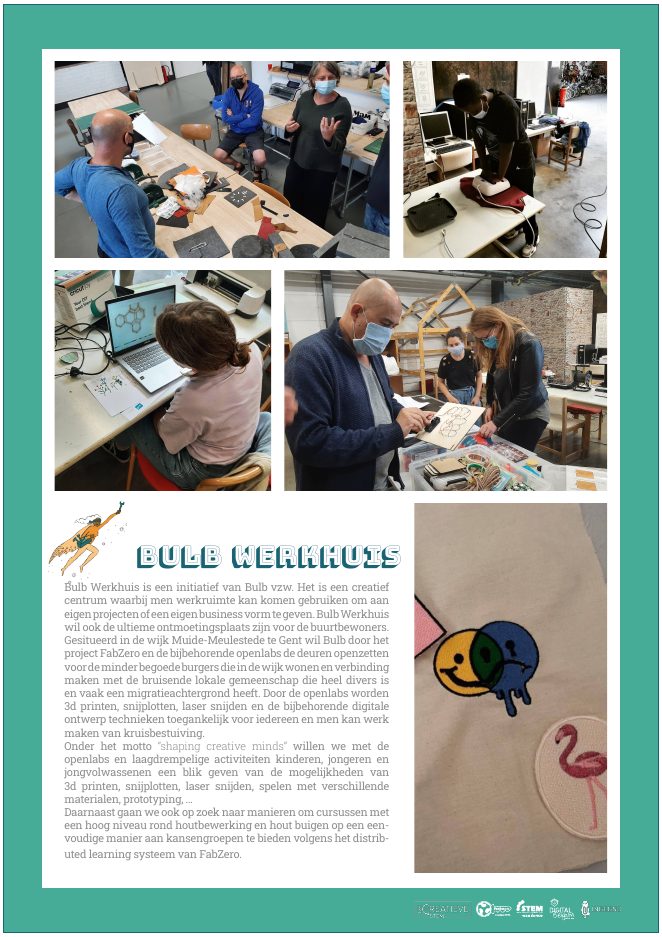 BULB WERKHUIS
Bulb Werkhuis is een initiatief van Bulb vzw. Het is een creatief
centrum waarbij men werkruimte kan komen gebruiken om aan
eigen projecten of een eigen business vorm te geven. Bulb Werkhuis
wil ook de ultieme ontmoetingsplaats zijn voor de buurtbewoners.
Gesitueerd in de wijk Muide-Meulestede te Gent wil Bulb door het
project FabZero en de bijbehorende openlabs de deuren openzetten
voor de minder begoede burgers die in de wijk wonen en verbinding
maken met de bruisende lokale gemeenschap die heel divers is
en vaak een migratieachtergrond heeft. Door de openlabs worden
3d printen, snijplotten, laser snijden en de bijbehorende digitale
ontwerp technieken toegankelijk voor iedereen en men kan werk
maken van kruisbestuiving.
Onder het motto "shaping creative minds" willen we met de
openlabs en laagdrempelige activiteiten kinderen, jongeren en
jongvolwassenen een blik geven van de mogelijkheden van
3d printen, snijplotten, laser snijden, spelen met verschillende
materialen, prototyping, ...
Daarnaast gaan we ook op zoek naar manieren om cursussen met
een hoog niveau rond houtbewerking en hout buigen op een een-
voudige manier aan kansengroepen te bieden volgens het distrib-
uted learning systeem van FabZero.
CREATIEVE STEM
STEM
DIGITAL